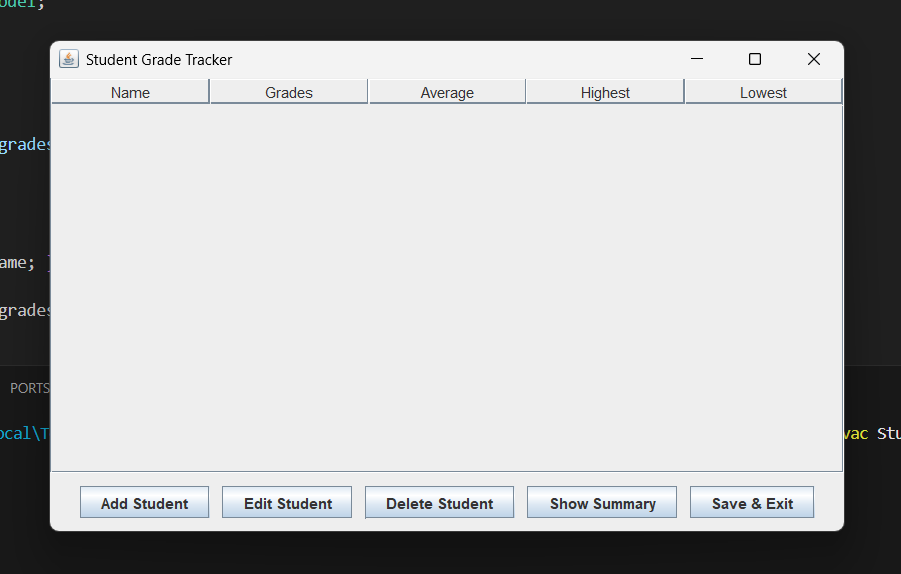 odel;
Student Grade Tracker
Name Grades Average Highest Lowest
grades
ame; }
grades
PORTS
ocal\T vac Stu
Add Student Edit Student Delete Student Show Summary Save & Exit